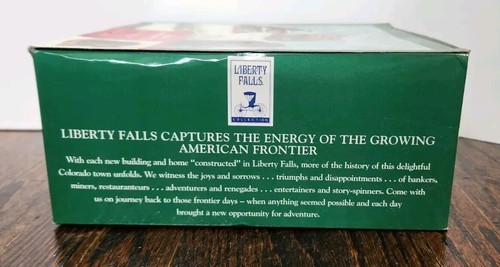 LIBERTY
FALLS
COLLECTION
LIBERTY FALLS CAPTURES THE ENERGY OF THE GROWING
AMERICAN FRONTIER
With each new building and home "constructed" in Liberty Falls, more of the history of this delightful
Colorado town unfolds. We witness the joys and sorrows . . . triumphs and disappointments . . . of bankers,
miners, restauranteurs . . . adventurers and renegades . . . entertainers and story-spinners. Come with
us on journey back to those frontier days – when anything seemed possible and each day
brought a new opportunity for adventure.